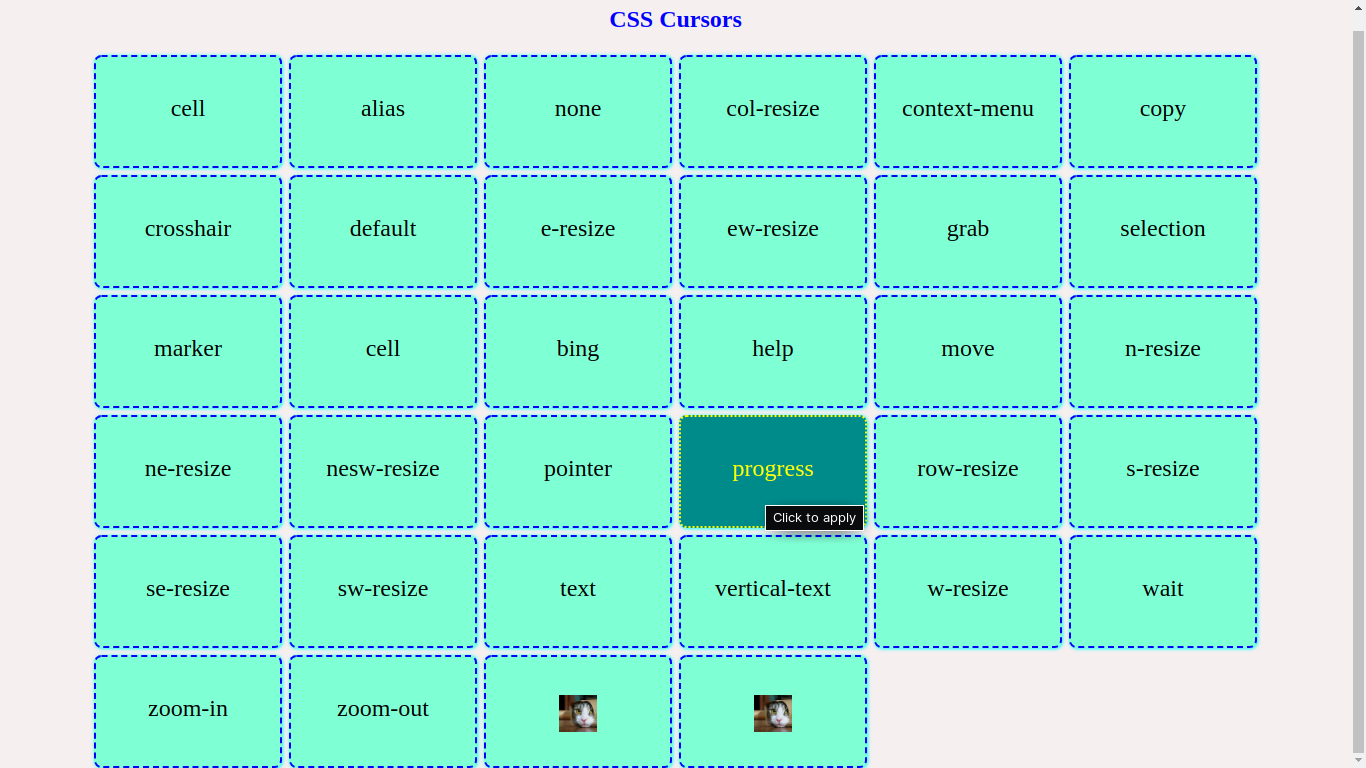 CSS Cursors
cell alias none col-resize context-menu copy
crosshair default e-resize ew-resize grab selection
marker cell bing help move n-resize
ne-resize nesw-resize pointer progress row-resize s-resize
Click to apply
se-resize sw-resize text vertical-text w-resize wait
zoom-in zoom-out